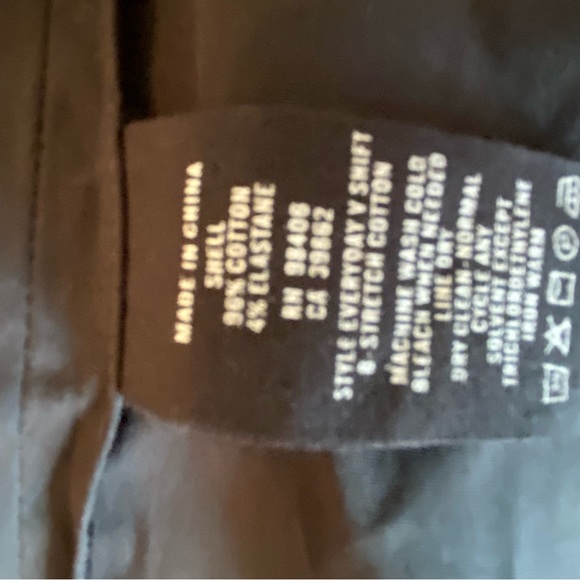 MADE IN CHINA
SHELL
96% COTTON
4% ELASTANE
RN 98406
CA 39862
STYLE EVERYDAY V SHIFT
B-STRETCH COTTON
MACHINE WASH COLD
BLEACH WHEN NEEDED
LINE DRY
DRY CLEAN-NORMAL
CYCLE ANY
SOLVENT EXCEPT
TRICHLOROETHYLENE
IRON WARM